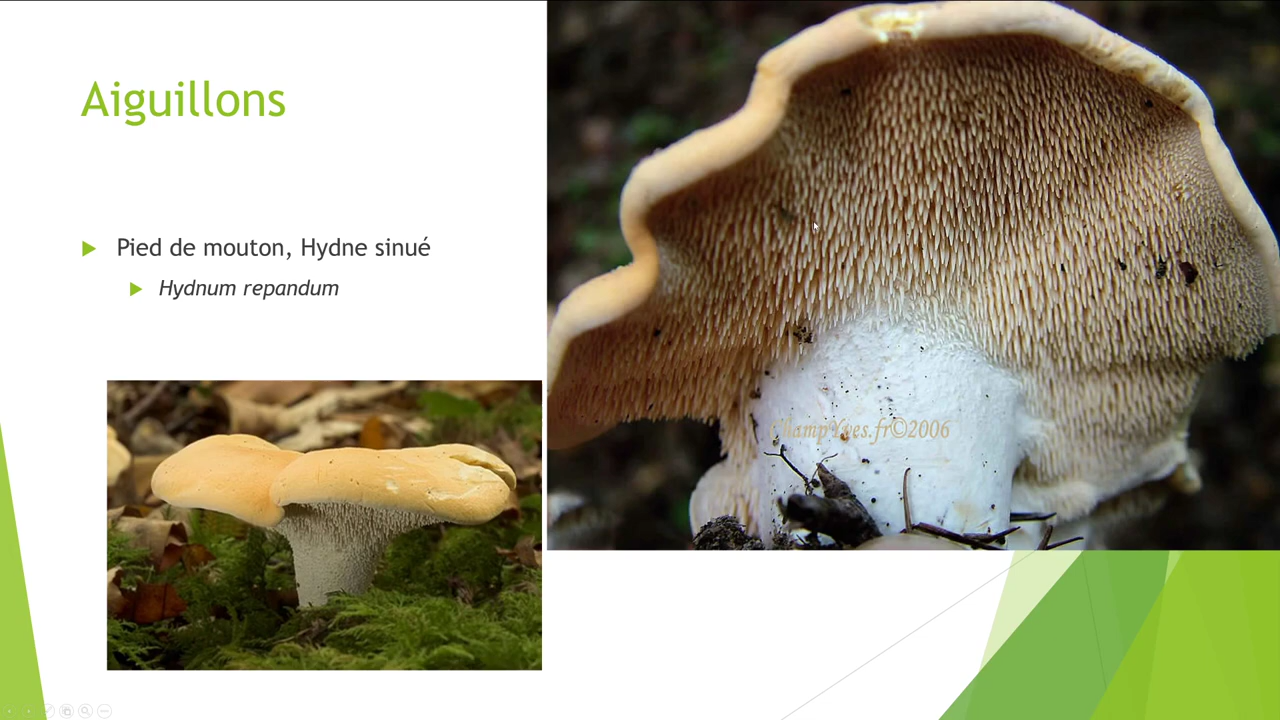 Aiguillons
Pied de mouton, Hydne sinué
Hydnum repandum
ChampYves.fr©2006